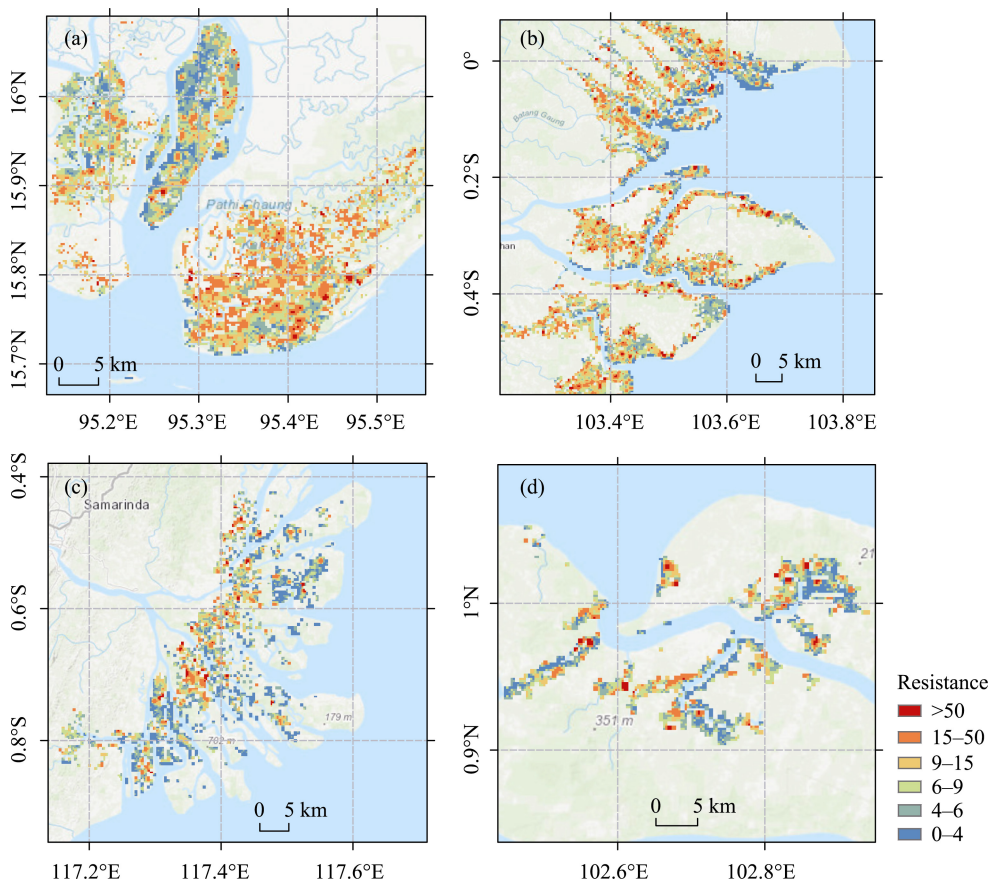 (a)
16°N
15.9°N
15.8°N
15.7°N
Pathi Chaung
0 5 km
95.2°E 95.3°E 95.4°E 95.5°E
(b)
0°
0.2°S
0.4°S
Batang Gaung
han
0 5 km
103.4°E 103.6°E 103.8°E
(c)
0.4°S
0.6°S
0.8°S
Samarinda
179 m
702 m
0 5 km
117.2°E 117.4°E 117.6°E
(d)
1°N
0.9°N
21
351 m
0 5 km
102.6°E 102.8°E
Resistance
>50
15–50
9–15
6–9
4–6
0–4